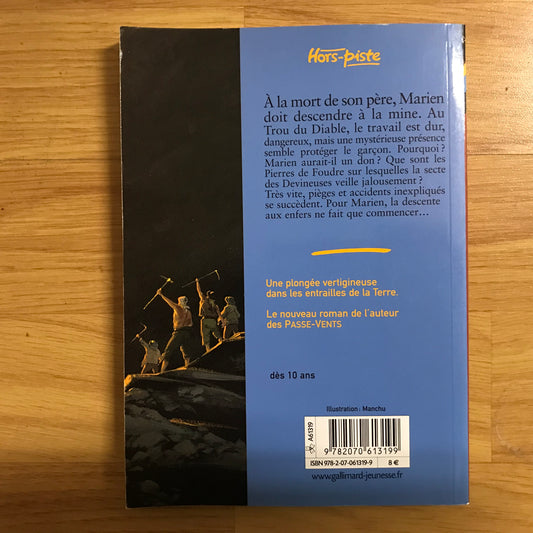 Hors-piste
À la mort de son père, Marien
doit descendre à la mine. Au
Trou du Diable, le travail est dur,
dangereux, mais une mystérieuse présence
semble protéger le garçon. Pourquoi ?
Marien aurait-il un don ? Que sont les
Pierres de Foudre sur lesquelles la secte
des Devineuses veille jalousement ?
Très vite, pièges et accidents inexpliqués
se succèdent. Pour Marien, la descente
aux enfers ne fait que commencer...
Une plongée vertigineuse
dans les entrailles de la Terre.
Le nouveau roman de l'auteur
des PASSE-VENTS
dès 10 ans
Illustration : Manchu
A61319
9 782070 613199
ISBN 978-2-07-061319-9 8 €
www.gallimard-jeunesse.fr